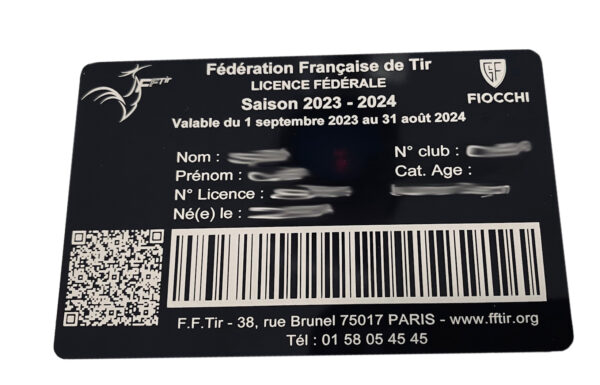 FFTir
Fédération Française de Tir
LICENCE FÉDÉRALE
Saison 2023 - 2024
Valable du 1 septembre 2023 au 31 août 2024
GF
FIOCCHI
Nom :
N° club :
Prénom :
Cat. Age :
N° Licence :
Né(e) le :
F.F.Tir - 38, rue Brunel 75017 PARIS - www.fftir.org
Tél : 01 58 05 45 45